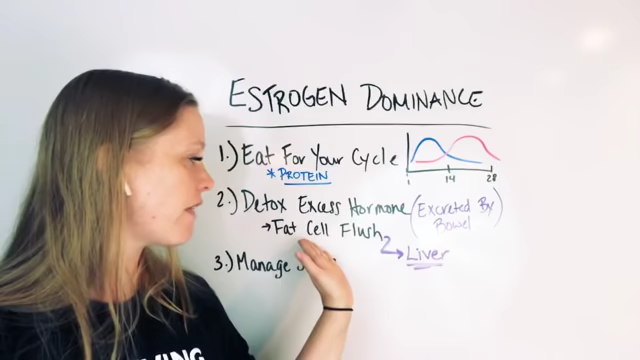 ESTROGEN DOMINANCE
1.) Eat For Your Cycle
* PROTEIN
1 14 28
2.) Detox Excess Hormone (Excreted By Bowel)
→ Fat Cell Flush
→ Liver
3.) Manage